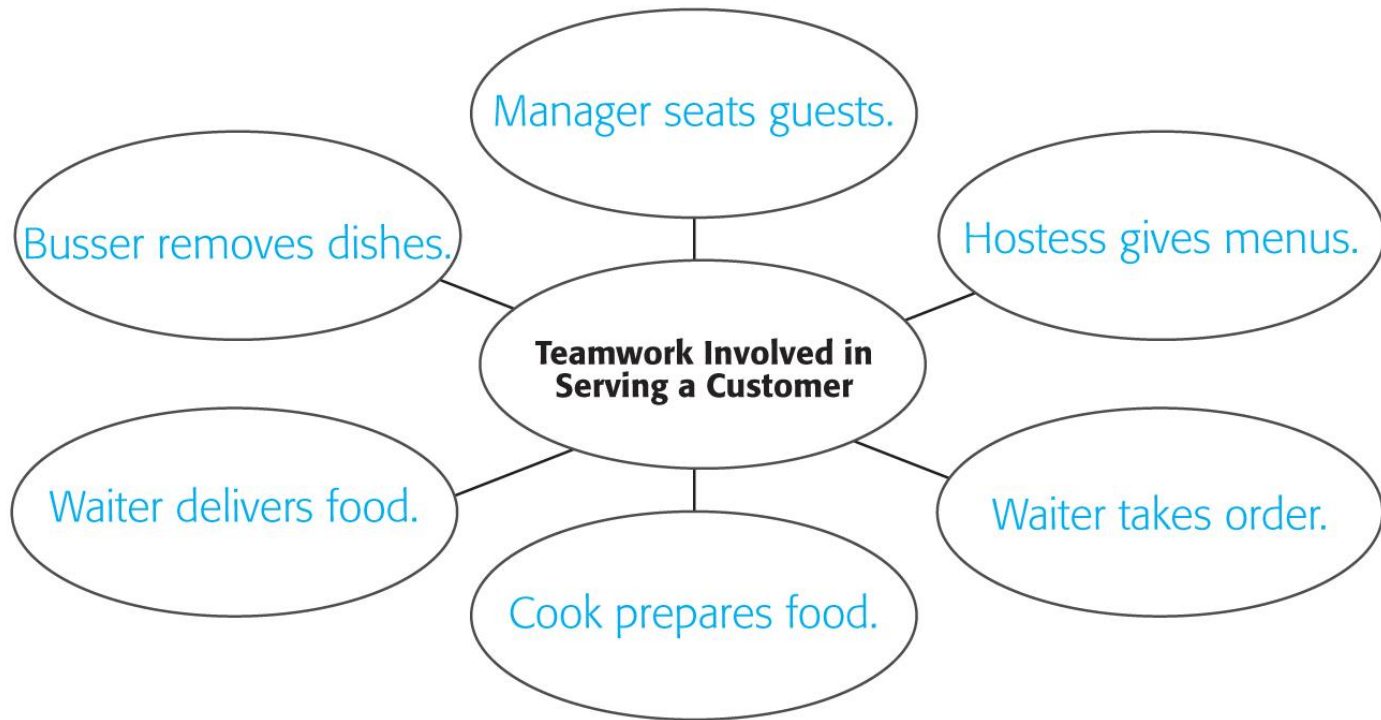 Manager seats guests.
Busser removes dishes.
Hostess gives menus.
Teamwork Involved in
Serving a Customer
Waiter delivers food.
Waiter takes order.
Cook prepares food.